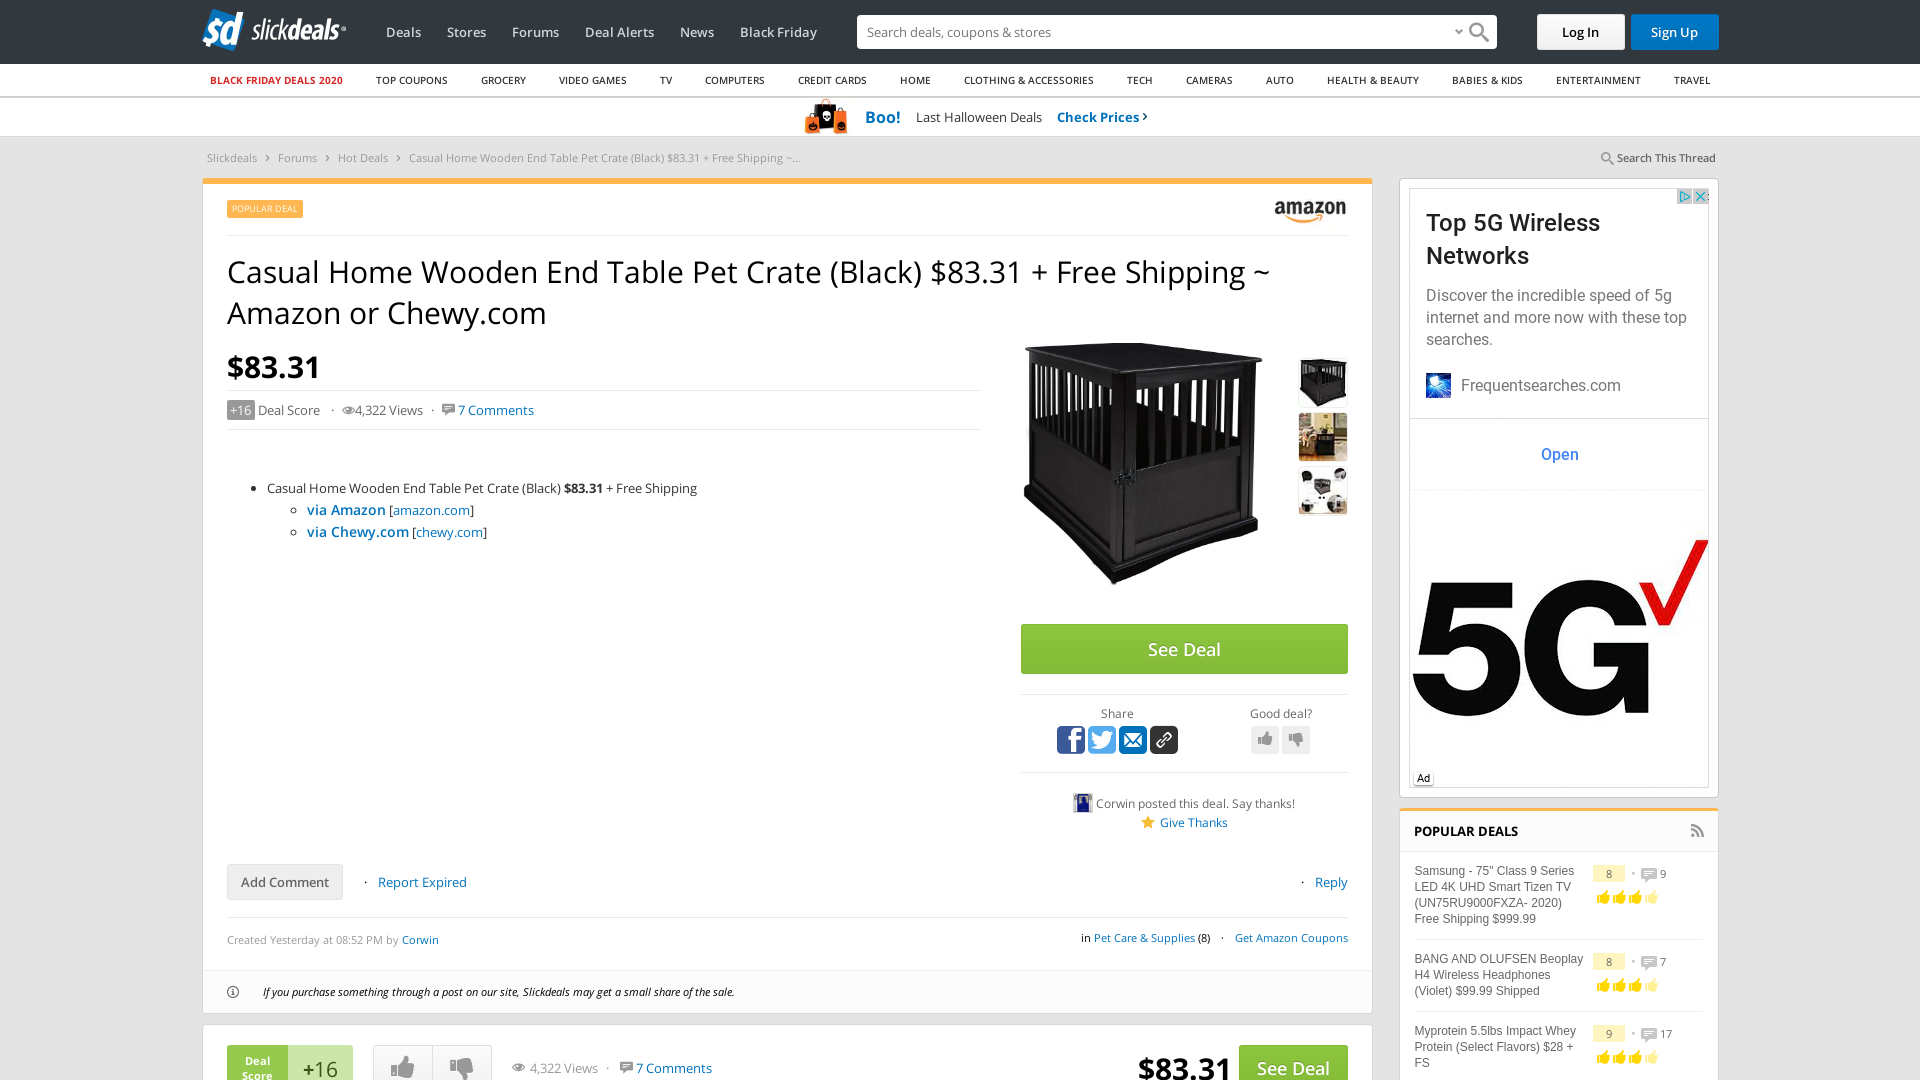 sd slickdeals
Deals Stores Forums Deal Alerts News Black Friday
Search deals, coupons & stores
Log In Sign Up
BLACK FRIDAY DEALS 2020 TOP COUPONS GROCERY VIDEO GAMES TV COMPUTERS CREDIT CARDS HOME CLOTHING & ACCESSORIES TECH CAMERAS AUTO HEALTH & BEAUTY BABIES & KIDS ENTERTAINMENT TRAVEL
Boo! Last Halloween Deals Check Prices
Slickdeals Forums Hot Deals Casual Home Wooden End Table Pet Crate (Black) $83.31 + Free Shipping ~...
Search This Thread
POPULAR DEAL
amazon
Casual Home Wooden End Table Pet Crate (Black) $83.31 + Free Shipping ~
Amazon or Chewy.com
$83.31
+16 Deal Score · 4,322 Views · 7 Comments
Casual Home Wooden End Table Pet Crate (Black) $83.31 + Free Shipping
via Amazon [amazon.com]
via Chewy.com [chewy.com]
See Deal
Share
Good deal?
Corwin posted this deal. Say thanks!
Give Thanks
Add Comment · Report Expired
· Reply
Created Yesterday at 08:52 PM by Corwin
in Pet Care & Supplies (8) · Get Amazon Coupons
If you purchase something through a post on our site, Slickdeals may get a small share of the sale.
Deal
Score
+16
4,322 Views · 7 Comments
$83.31
See Deal
Top 5G Wireless
Networks
Discover the incredible speed of 5g
internet and more now with these top
searches.
Frequentsearches.com
Open
5G
Ad
POPULAR DEALS
Samsung - 75" Class 9 Series
LED 4K UHD Smart Tizen TV
(UN75RU9000FXZA- 2020)
Free Shipping $999.99
8 • 9
BANG AND OLUFSEN Beoplay
H4 Wireless Headphones
(Violet) $99.99 Shipped
8 • 7
Myprotein 5.5lbs Impact Whey
Protein (Select Flavors) $28 +
FS
9 • 17